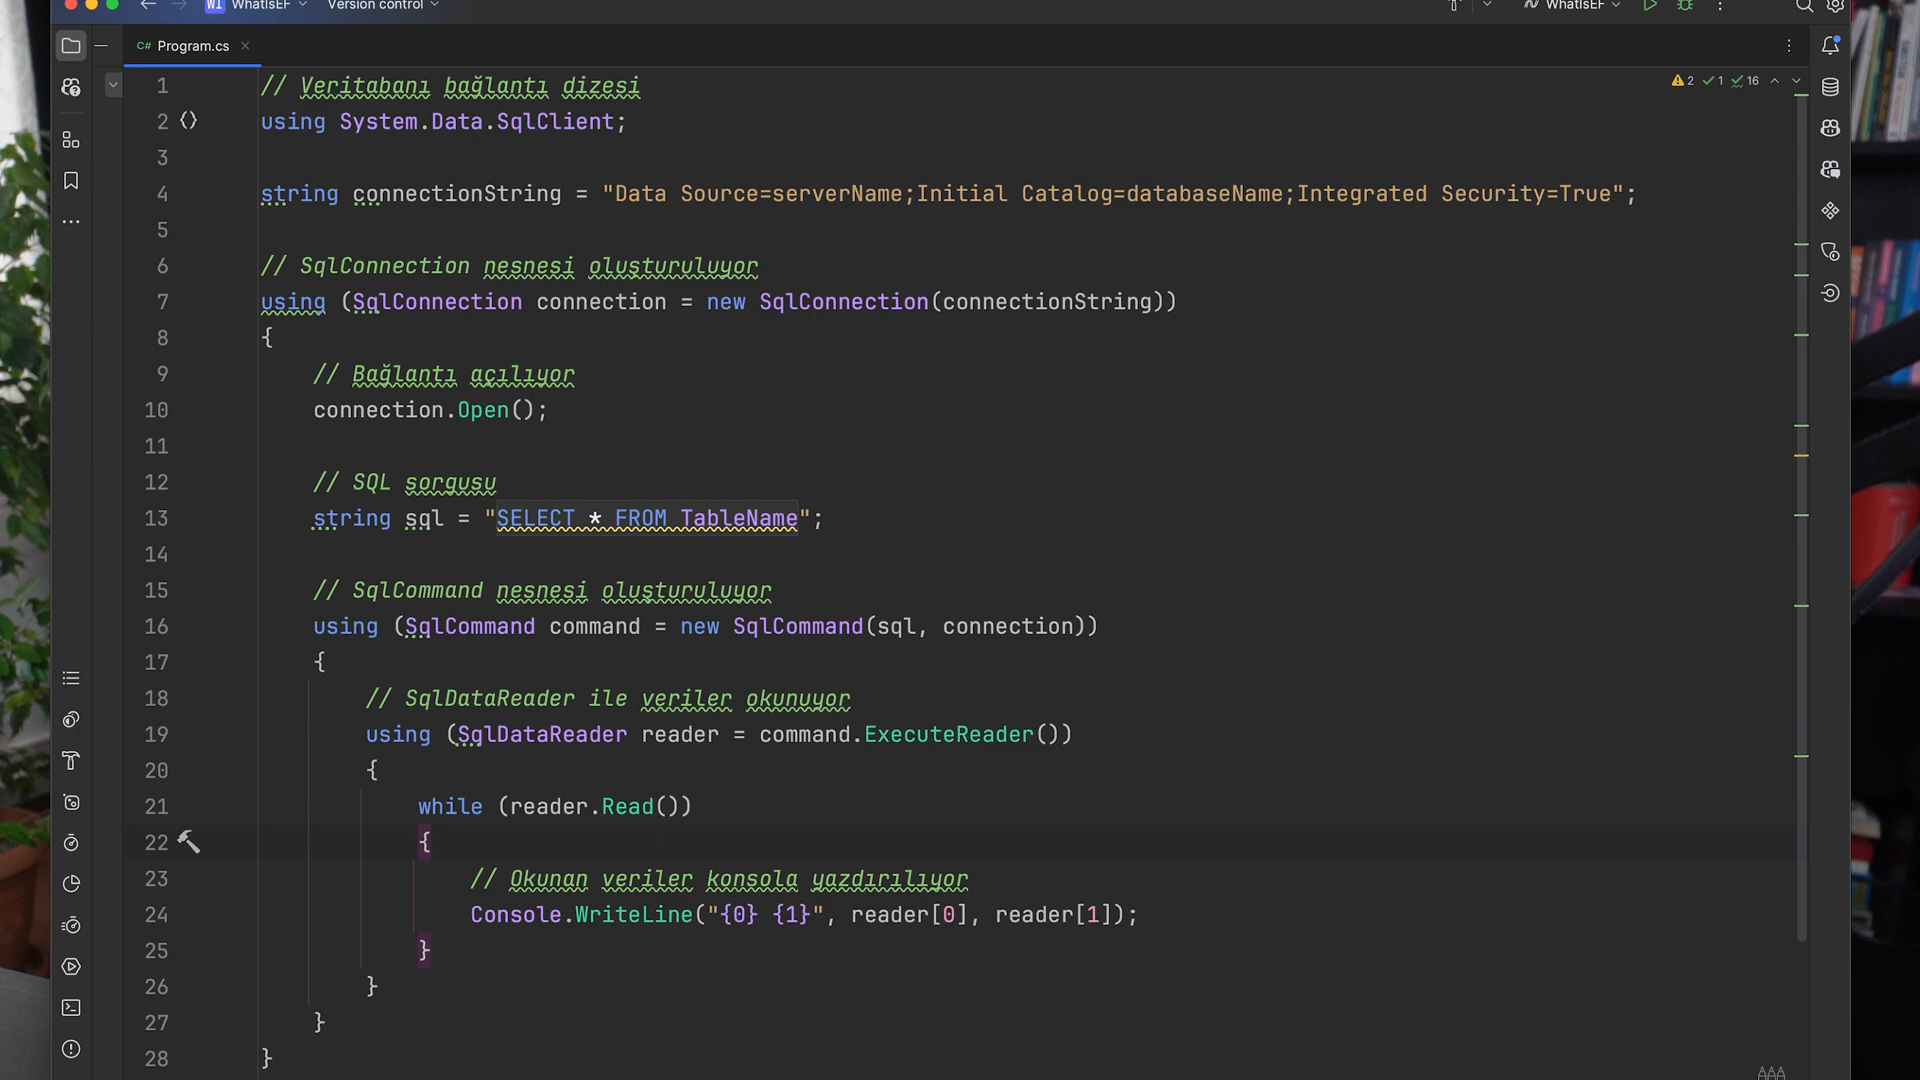 WI WhatIsEF Version control WhatIsEF
C# Program.cs
2 1 16
1 // Veritabanı bağlantı dizesi
2 using System.Data.SqlClient;
3
4 string connectionString = "Data Source=serverName;Initial Catalog=databaseName;Integrated Security=True";
5
6 // SqlConnection nesnesi oluşturuluyor
7 using (SqlConnection connection = new SqlConnection(connectionString))
8 {
9 // Bağlantı açılıyor
10 connection.Open();
11
12 // SQL sorgusu
13 string sql = "SELECT * FROM TableName";
14
15 // SqlCommand nesnesi oluşturuluyor
16 using (SqlCommand command = new SqlCommand(sql, connection))
17 {
18 // SqlDataReader ile veriler okunuyor
19 using (SqlDataReader reader = command.ExecuteReader())
20 {
21 while (reader.Read())
22 {
23 // Okunan veriler konsola yazdırılıyor
24 Console.WriteLine("{0} {1}", reader[0], reader[1]);
25 }
26 }
27 }
28 }